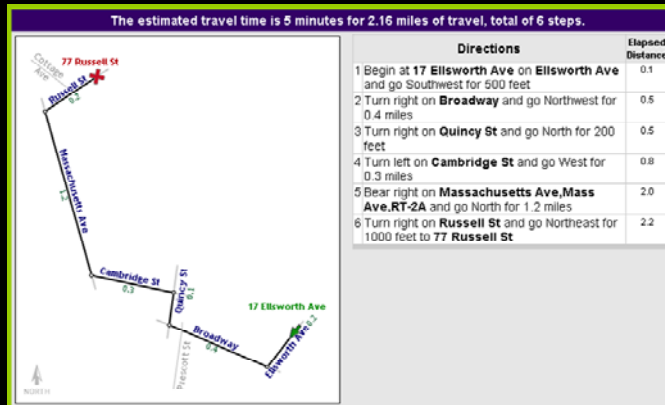 The estimated travel time is 5 minutes for 2.16 miles of travel, total of 6 steps.
Cottage
Ave
77 Russell St
Russell St
0.2
Massachusetts Ave
1.2
Cambridge St
0.3
Quincy St
0.1
17 Ellsworth Ave
Broadway
0.4
Prescott St
Ellsworth Ave
0.2
NORTH
Directions
Elapsed
Distance
1 Begin at 17 Ellsworth Ave on Ellsworth Ave
and go Southwest for 500 feet
0.1
2 Turn right on Broadway and go Northwest for
0.4 miles
0.5
3 Turn right on Quincy St and go North for 200
feet
0.5
4 Turn left on Cambridge St and go West for
0.3 miles
0.8
5 Bear right on Massachusetts Ave,Mass
Ave,RT-2A and go North for 1.2 miles
2.0
6 Turn right on Russell St and go Northeast for
1000 feet to 77 Russell St
2.2